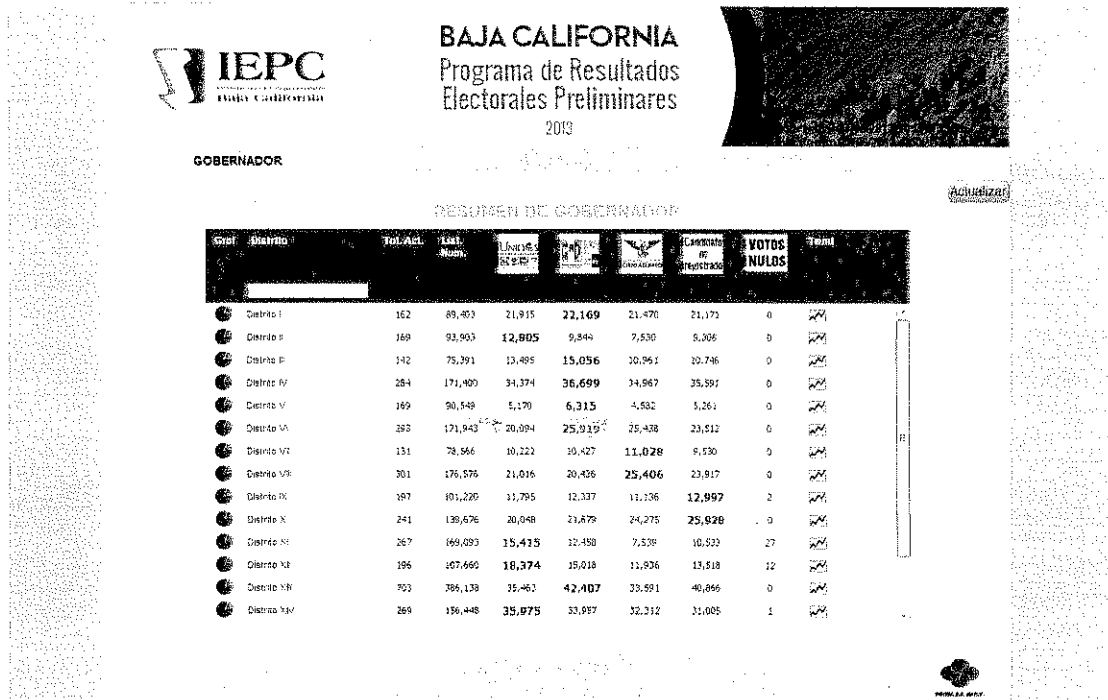 IEPC
Baja California
BAJA CALIFORNIA
Programa de Resultados
Electorales Preliminares
2013
GOBERNADOR
Actualizar
RESUMEN DE GOBERNADOR
Graf Distrito Tot. Act. List. Nom. Candidato no registrado VOTOS NULOS Tend
Distrito I 162 89,403 21,915 22,169 21,470 21,173 0
Distrito II 169 93,903 12,805 9,844 7,530 9,306 0
Distrito III 142 75,391 13,495 15,056 10,961 10,746 0
Distrito IV 284 171,400 34,374 36,699 34,967 35,591 0
Distrito V 169 90,549 5,170 6,315 4,532 5,261 0
Distrito VI 293 171,943 20,094 25,919 25,438 23,512 0
Distrito VII 131 78,566 10,222 10,427 11,028 9,530 0
Distrito VIII 301 176,576 21,016 20,436 25,406 23,917 0
Distrito IX 197 101,220 11,795 12,337 11,136 12,997 2
Distrito X 241 139,676 20,048 21,879 24,275 25,928 0
Distrito XI 267 169,093 15,415 12,458 7,539 10,533 27
Distrito XII 196 107,660 18,374 15,018 11,936 13,518 12
Distrito XIII 703 386,138 35,463 42,407 33,591 40,866 0
Distrito XIV 269 156,448 35,975 33,997 32,312 31,005 1